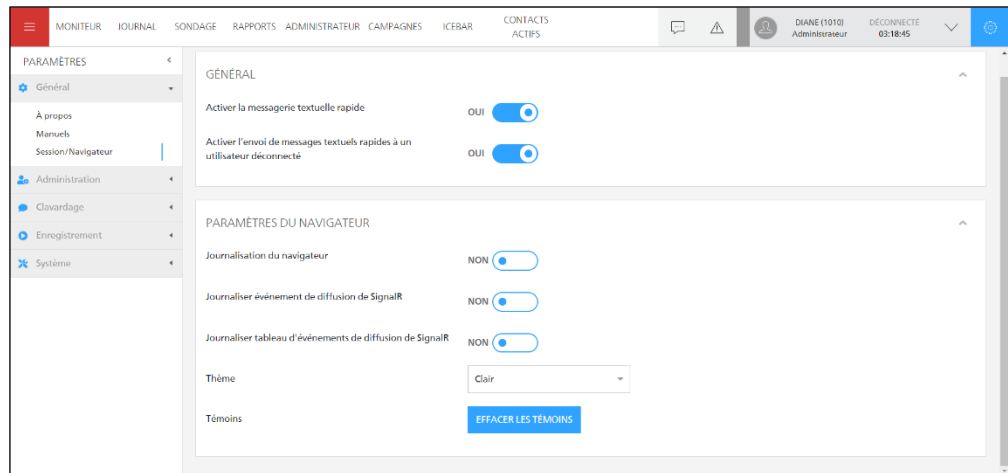 MONITEUR JOURNAL SONDAGE RAPPORTS ADMINISTRATEUR CAMPAGNES ICEBAR CONTACTS
ACTIFS
DIANE (1010)
Administrateur
DÉCONNECTÉ
03:18:45
PARAMÈTRES
Général
À propos
Manuels
Session/Navigateur
Administration
Clavardage
Enregistrement
Système
GÉNÉRAL
Activer la messagerie textuelle rapide OUI
Activer l'envoi de messages textuels rapides à un
utilisateur déconnecté OUI
PARAMÈTRES DU NAVIGATEUR
Journalisation du navigateur NON
Journaliser événement de diffusion de SignalR NON
Journaliser tableau d'événements de diffusion de SignalR NON
Thème Clair
Témoins EFFACER LES TÉMOINS